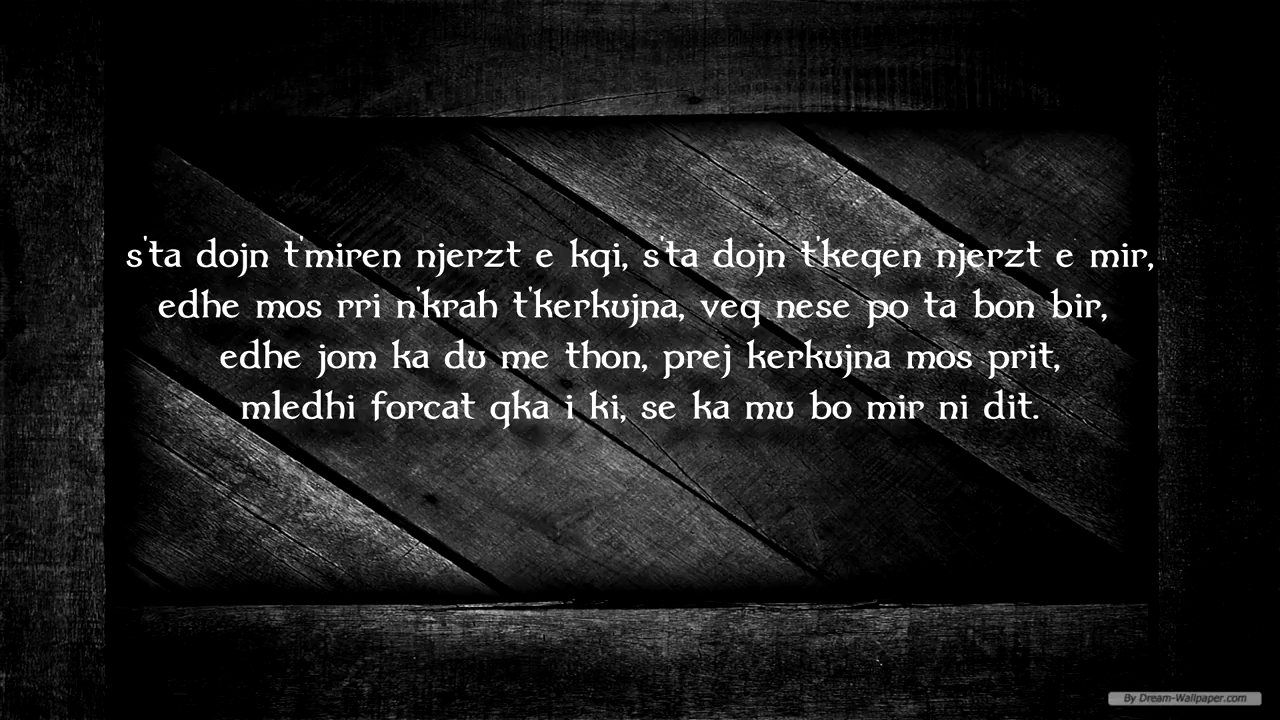 s'ta dojn t'miren njerzt e kqi, s'ta dojn t'keqen njerzt e mir,
edhe mos rri n'krah t'kerkujna, veq nese po ta bon bir,
edhe jom ka du me thon, prej kerkujna mos prit,
mledhi forcat qka i ki, se ka mu bo mir ni dit.
By Dream-Wallpaper.com